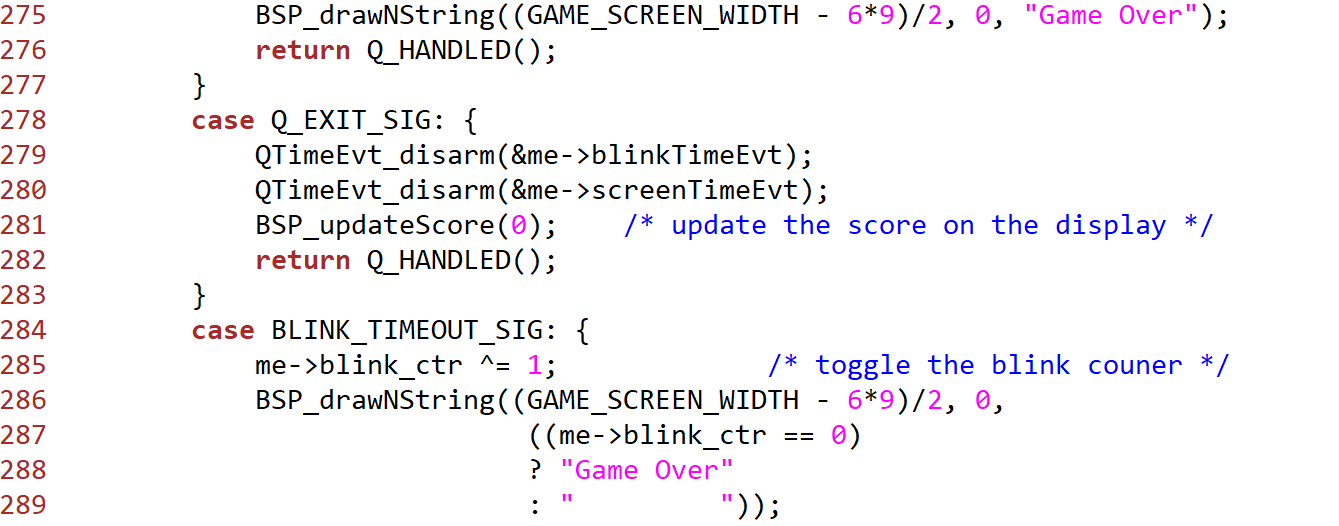 275             BSP_drawNString((GAME_SCREEN_WIDTH - 6*9)/2, 0, "Game Over");
276             return Q_HANDLED();
277         }
278         case Q_EXIT_SIG: {
279             QTimeEvt_disarm(&me->blinkTimeEvt);
280             QTimeEvt_disarm(&me->screenTimeEvt);
281             BSP_updateScore(0);    /* update the score on the display */
282             return Q_HANDLED();
283         }
284         case BLINK_TIMEOUT_SIG: {
285             me->blink_ctr ^= 1;             /* toggle the blink couner */
286             BSP_drawNString((GAME_SCREEN_WIDTH - 6*9)/2, 0,
287                              ((me->blink_ctr == 0)
288                              ? "Game Over"
289                              : "         "));